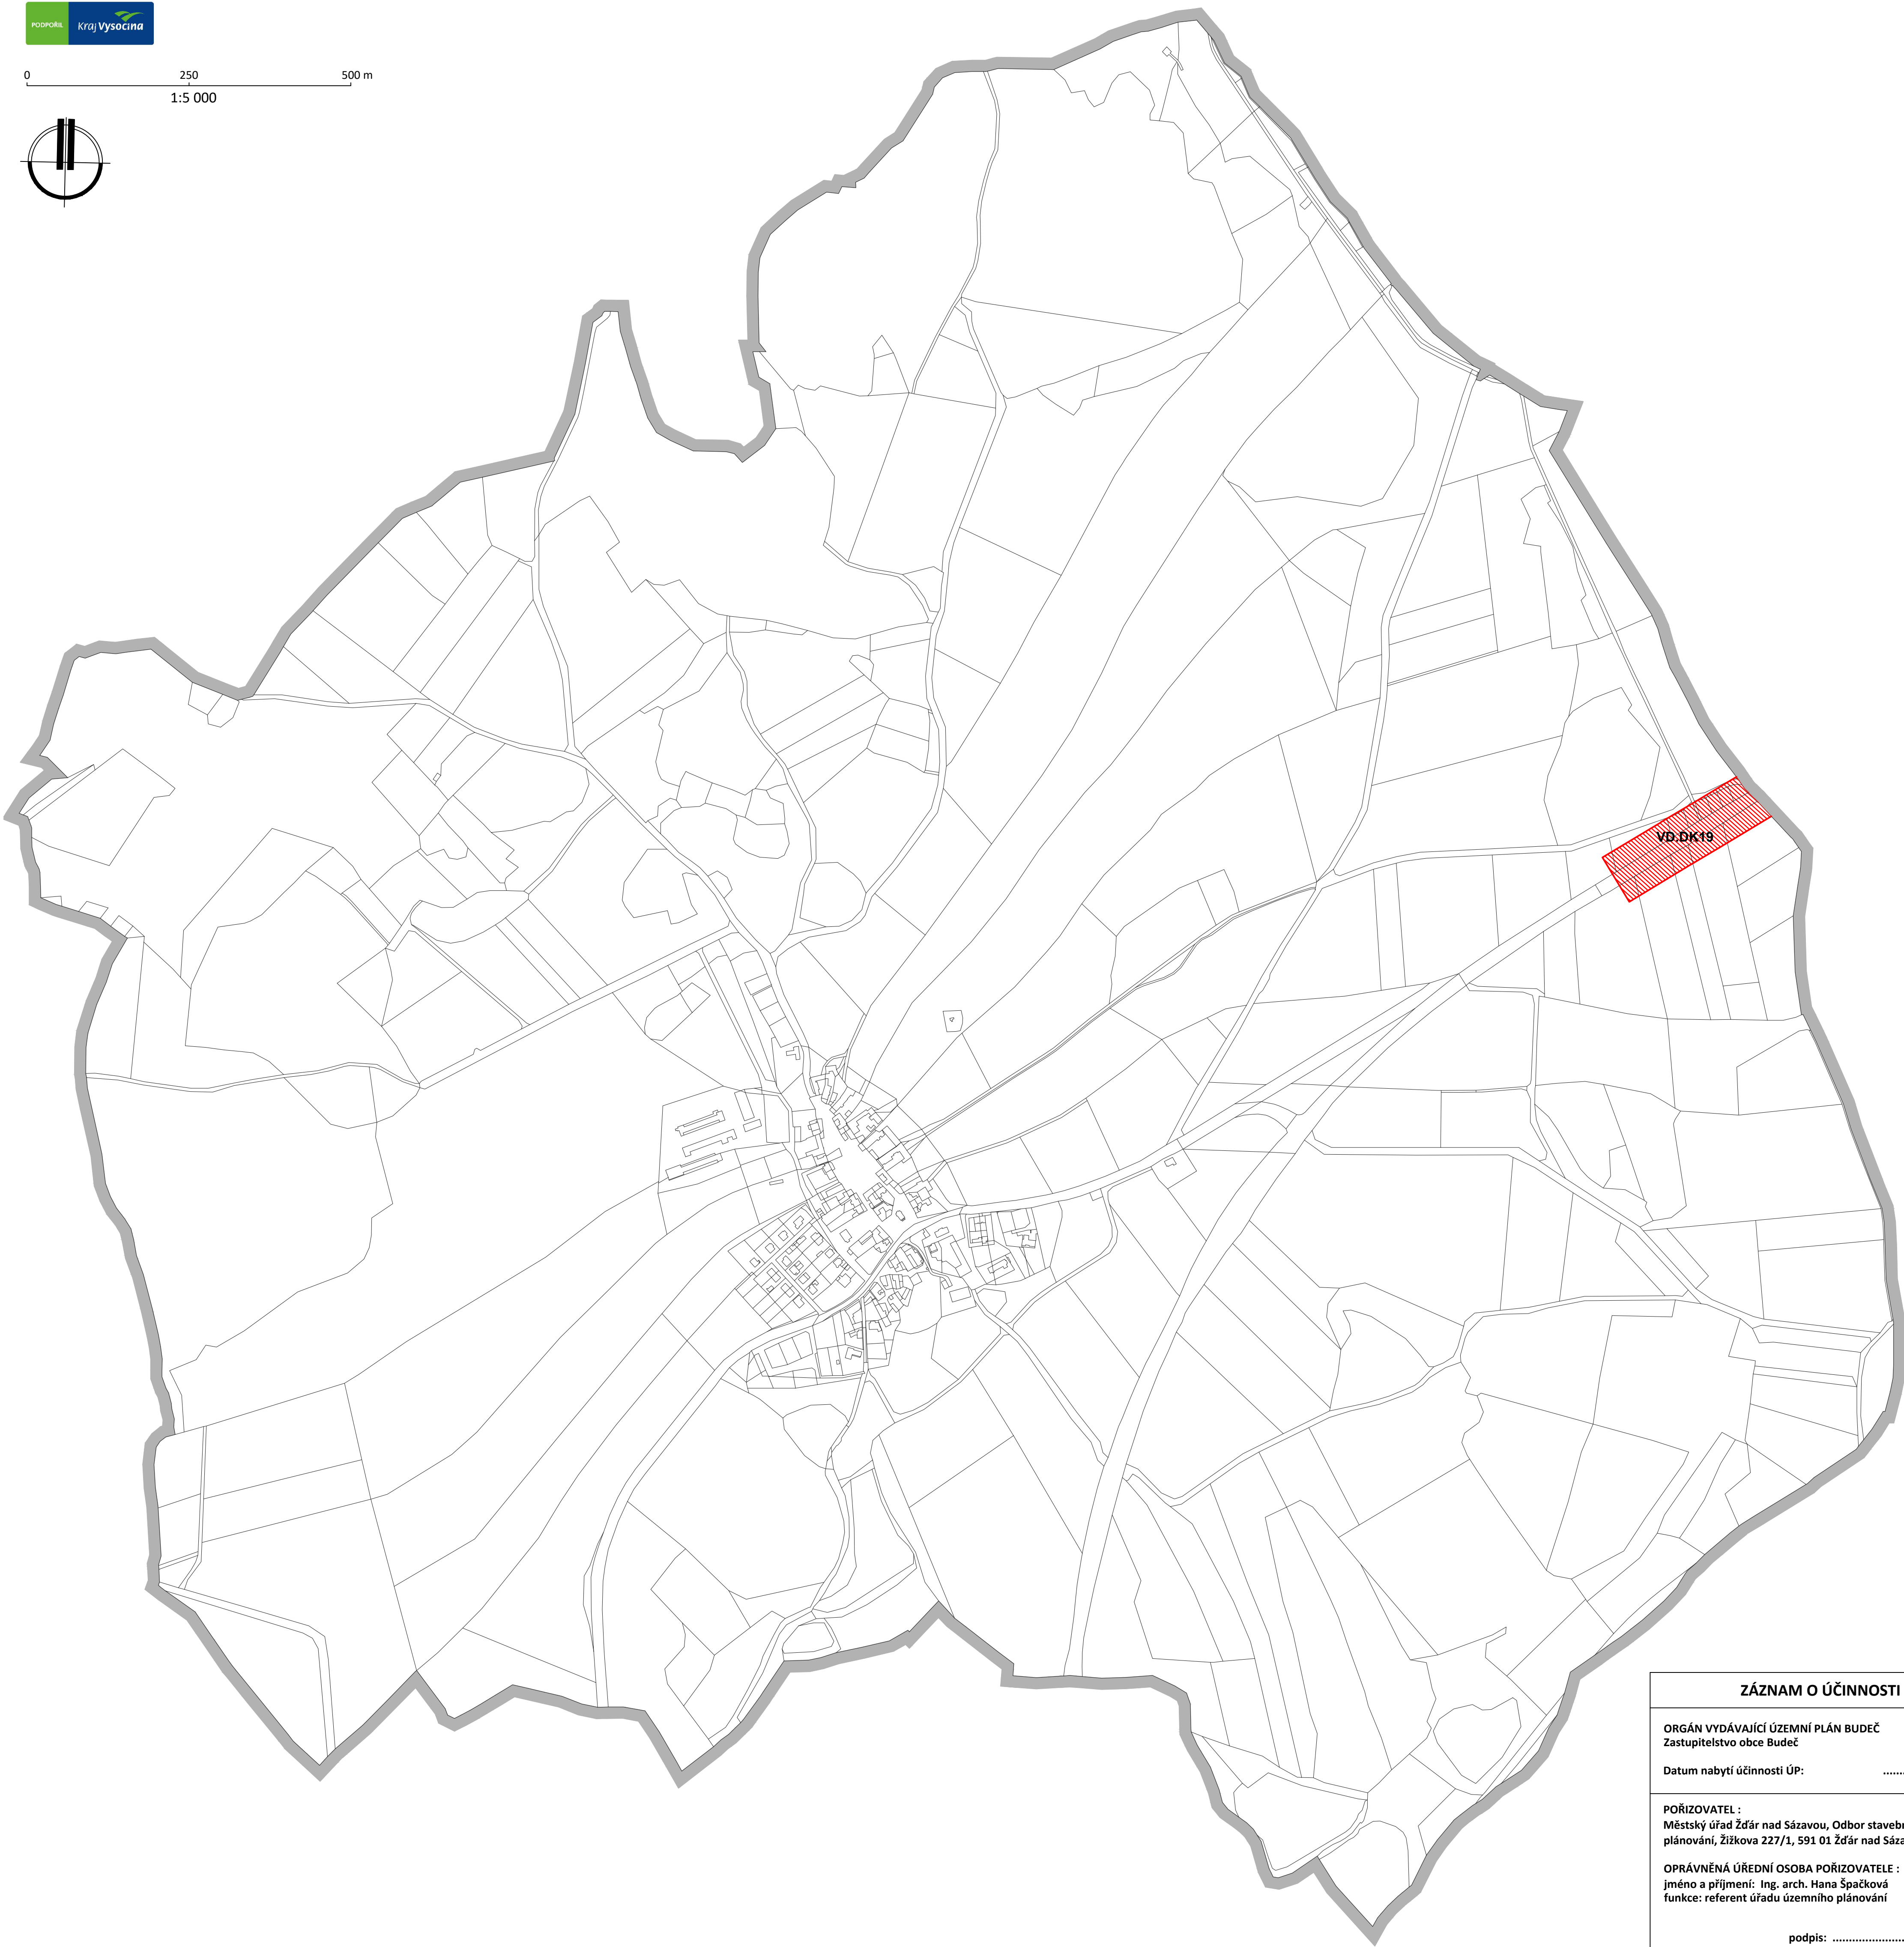 PODPOŘIL Kraj Vysočina
0 250 500 m
1:5 000
VD.DK19
ZÁZNAM O ÚČINNOSTI
ORGÁN VYDÁVAJÍCÍ ÚZEMNÍ PLÁN BUDEČ
Zastupitelstvo obce Budeč
Datum nabytí účinnosti ÚP: .......
POŘIZOVATEL :
Městský úřad Žďár nad Sázavou, Odbor stavebn
plánování, Žižkova 227/1, 591 01 Žďár nad Sáza
OPRÁVNĚNÁ ÚŘEDNÍ OSOBA POŘIZOVATELE :
jméno a příjmení: Ing. arch. Hana Špačková
funkce: referent úřadu územního plánování
podpis: ......................